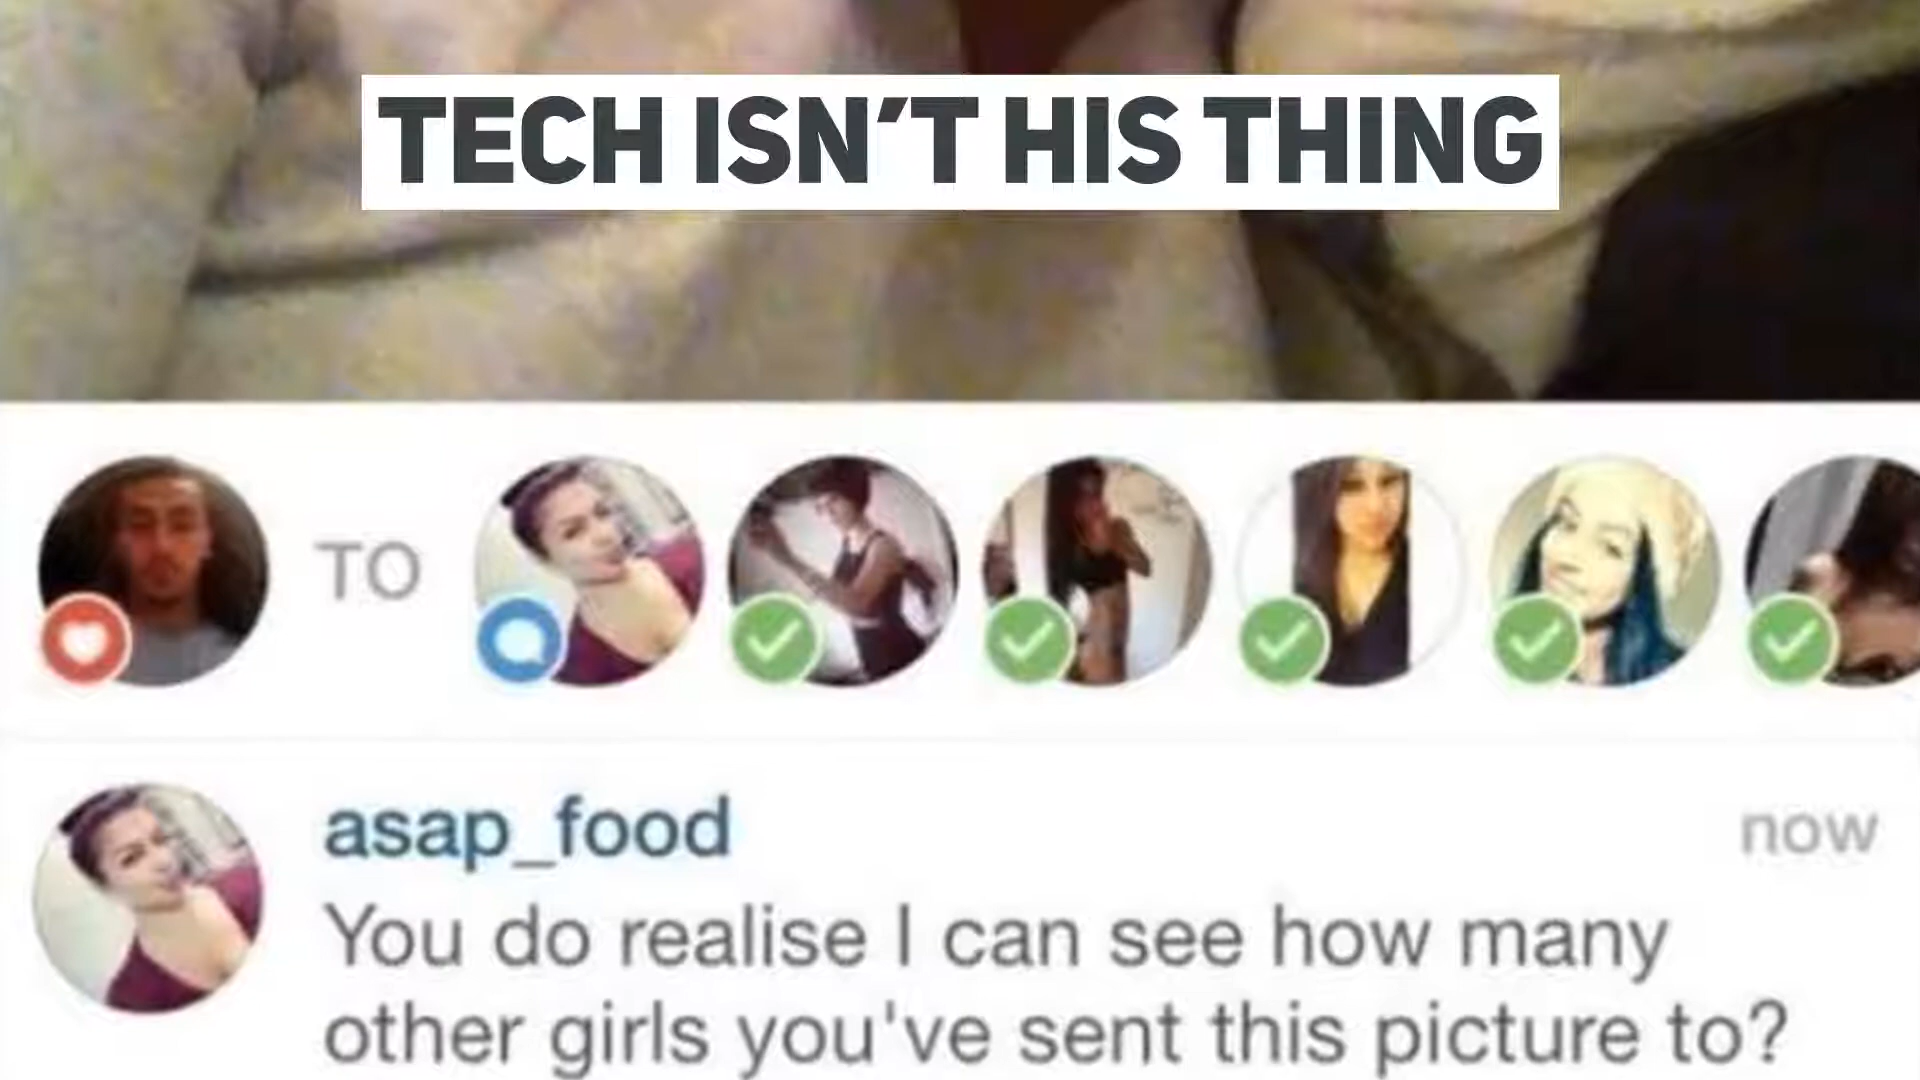 TECH ISN'T HIS THING
TO
asap_food
now
You do realise I can see how many
other girls you've sent this picture to?